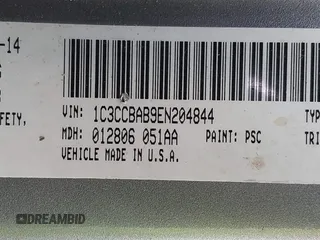 -14
FETY,
VIN: 1C3CCBAB9EN204844
MDH: 012806 051AA PAINT: PSC
VEHICLE MADE IN U.S.A.
TYP
TRI
DREAMBID